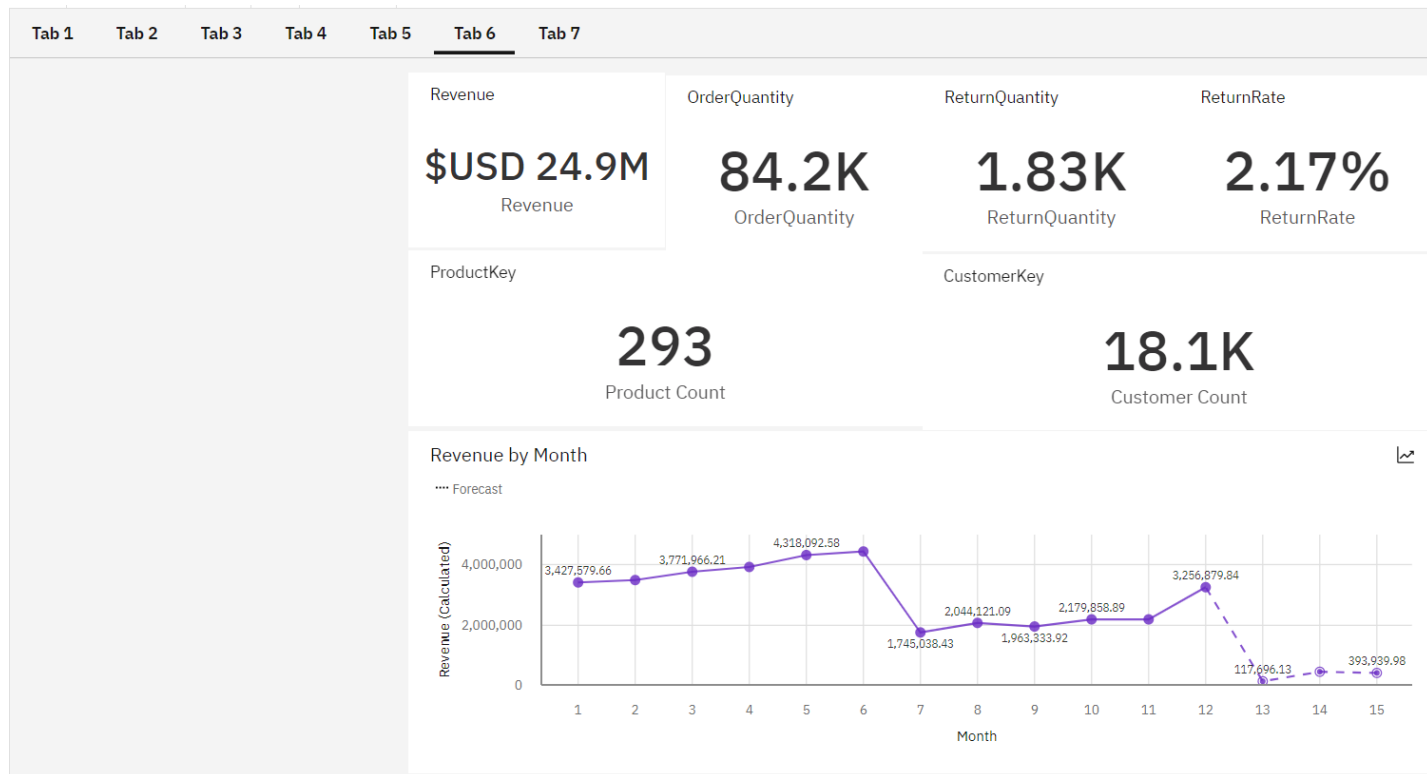 Tab 1 Tab 2 Tab 3 Tab 4 Tab 5 Tab 6 Tab 7
Revenue
$USD 24.9M
Revenue
OrderQuantity
84.2K
OrderQuantity
ReturnQuantity
1.83K
ReturnQuantity
ReturnRate
2.17%
ReturnRate
ProductKey
293
Product Count
CustomerKey
18.1K
Customer Count
Revenue by Month
Forecast
Revenue (Calculated)
4,000,000
2,000,000
0
3,427,579.66
3,771,966.21
4,318,092.58
1,745,038.43
2,044,121.09
1,963,333.92
2,179,858.89
3,256,879.84
117,696.13
393,939.98
1 2 3 4 5 6 7 8 9 10 11 12 13 14 15
Month